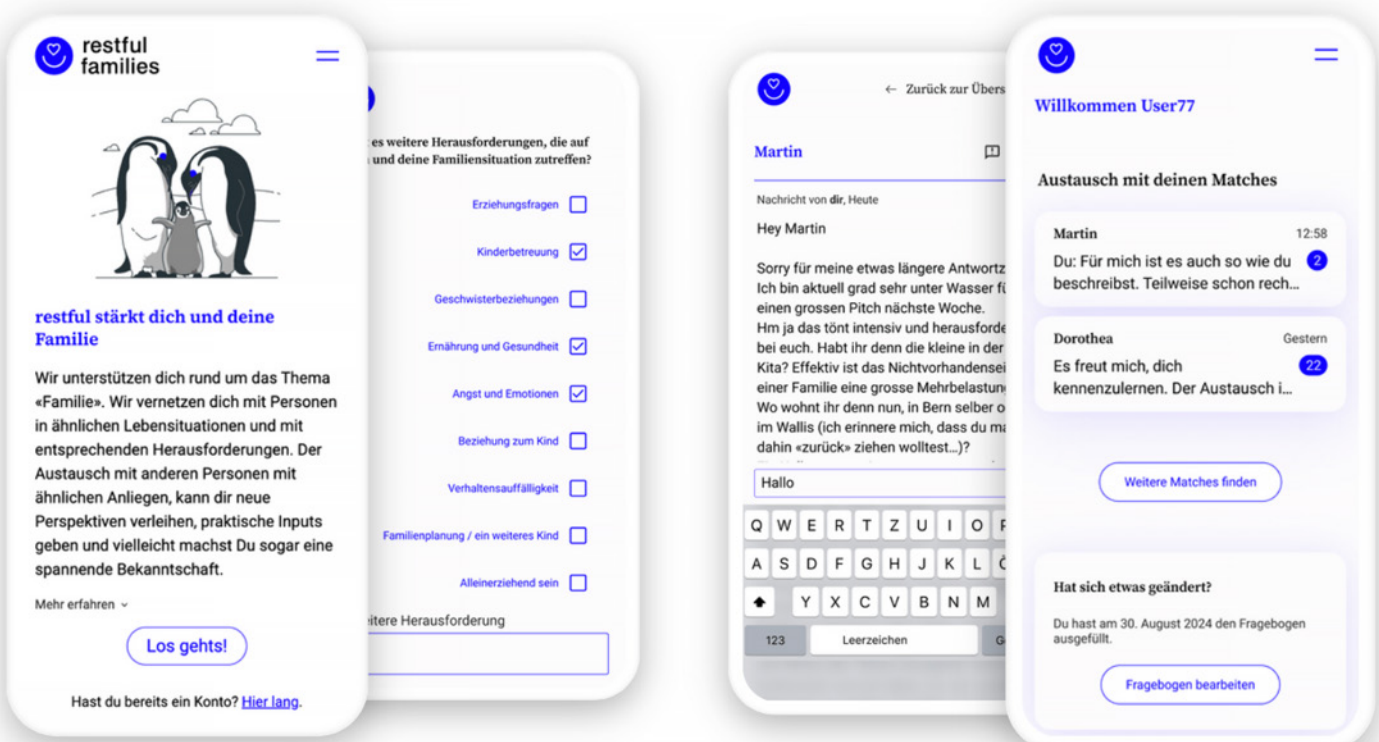 restful
families
restful stärkt dich und deine
Familie
Wir unterstützen dich rund um das Thema
«Familie». Wir vernetzen dich mit Personen
in ähnlichen Lebensituationen und mit
entsprechenden Herausforderungen. Der
Austausch mit anderen Personen mit
ähnlichen Anliegen, kann dir neue
Perspektiven verleihen, praktische Inputs
geben und vielleicht machst Du sogar eine
spannende Bekanntschaft.
Mehr erfahren
Los gehts!
Hast du bereits ein Konto? Hier lang.
es weitere Herausforderungen, die auf
und deine Familiensituation zutreffen?
Erziehungsfragen
Kinderbetreuung
Geschwisterbeziehungen
Ernährung und Gesundheit
Angst und Emotionen
Beziehung zum Kind
Verhaltensauffälligkeit
Familienplanung / ein weiteres Kind
Alleinerziehend sein
itere Herausforderung
← Zurück zur Übers
Martin
Nachricht von dir, Heute
Hey Martin
Sorry für meine etwas längere Antwortz
Ich bin aktuell grad sehr unter Wasser fü
einen grossen Pitch nächste Woche.
Hm ja das tönt intensiv und herausforde
bei euch. Habt ihr denn die kleine in der
Kita? Effektiv ist das Nichtvorhandensei
einer Familie eine grosse Mehrbelastun
Wo wohnt ihr denn nun, in Bern selber o
im Wallis (ich erinnere mich, dass du ma
dahin «zurück» ziehen wolltest...)?
Hallo
Q W E R T Z U I O P
A S D F G H J K L Ö
Y X C V B N M
123 Leerzeichen G
Willkommen User77
Austausch mit deinen Matches
Martin 12:58
Du: Für mich ist es auch so wie du 2
beschreibst. Teilweise schon rech...
Dorothea Gestern
Es freut mich, dich 22
kennenzulernen. Der Austausch i...
Weitere Matches finden
Hat sich etwas geändert?
Du hast am 30. August 2024 den Fragebogen
ausgefüllt.
Fragebogen bearbeiten